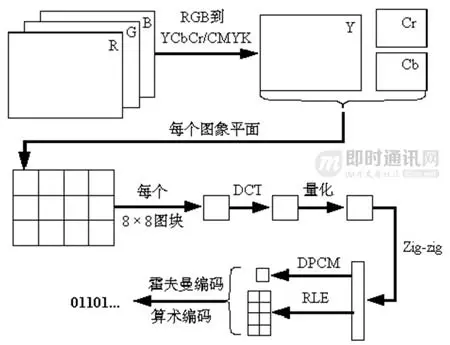 B
G
R
RGB到
YCbCr/CMYK
Y
Cr
Cb
每个图象平面
即时通讯网
每个
8×8图块
DCT
量化
Zig-zig
DPCM
RLE
霍夫曼编码
算术编码
01101...